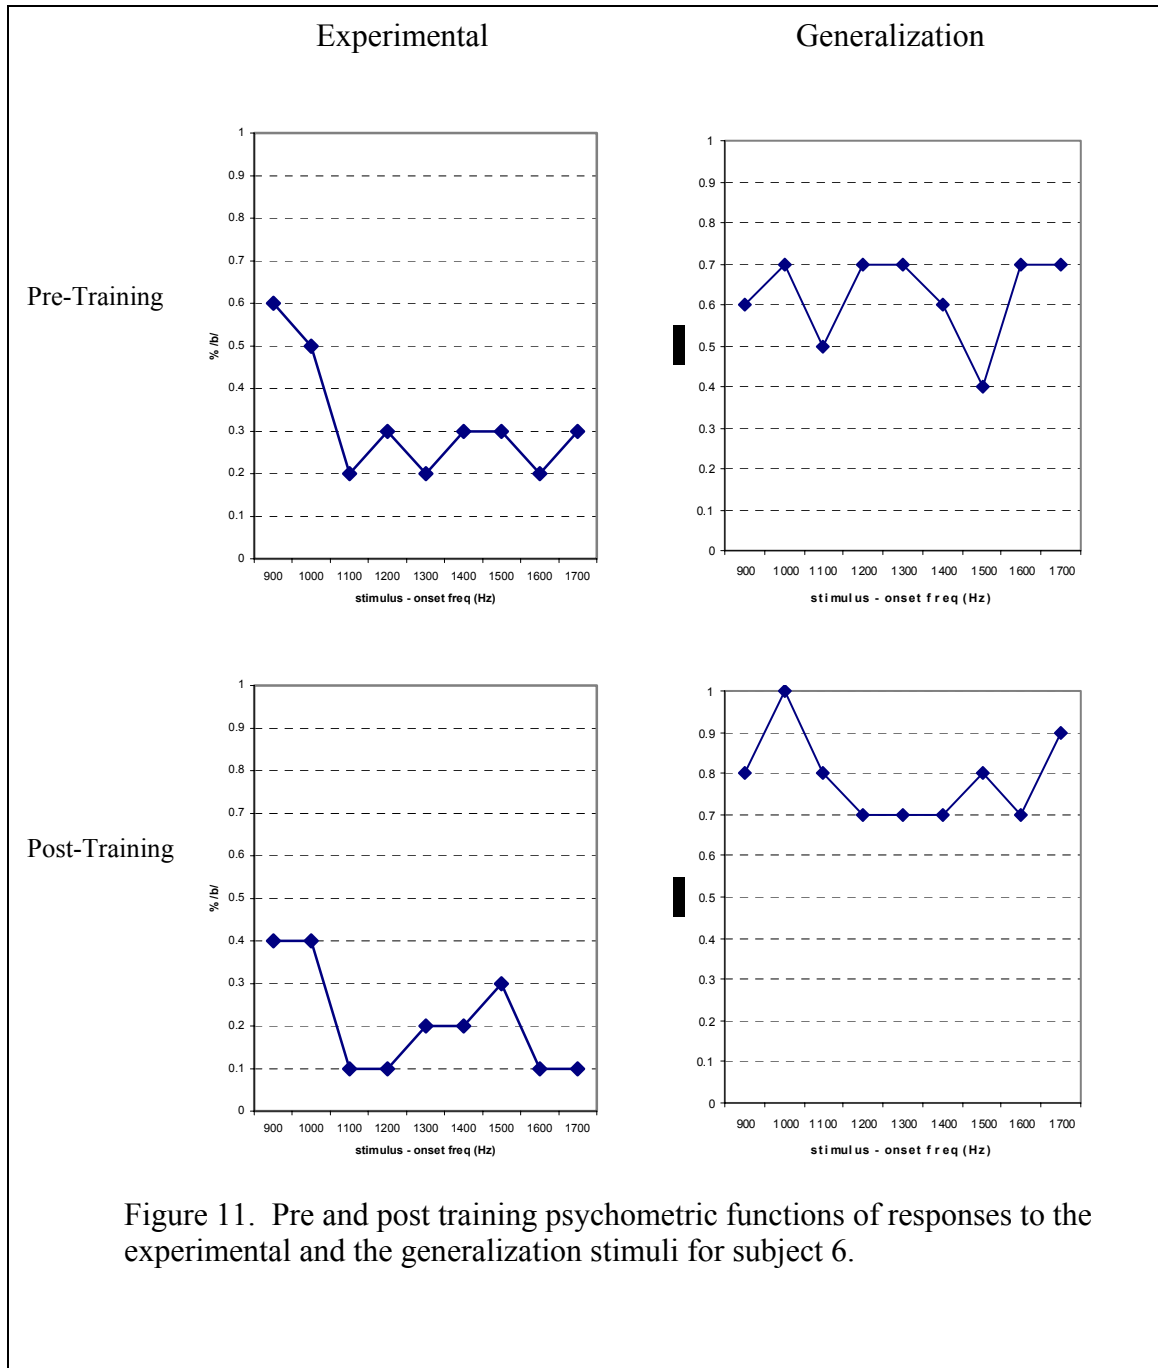 Experimental
Generalization
Pre-Training
1
0.9
0.8
0.7
0.6
0.5
0.4
0.3
0.2
0.1
0
% /b/
900 1000 1100 1200 1300 1400 1500 1600 1700
stimulus - onset freq (Hz)
1
0.9
0.8
0.7
0.6
0.5
0.4
0.3
0.2
0.1
0
900 1000 1100 1200 1300 1400 1500 1600 1700
stimulus - onset freq (Hz)
Post-Training
1
0.9
0.8
0.7
0.6
0.5
0.4
0.3
0.2
0.1
0
% /b/
900 1000 1100 1200 1300 1400 1500 1600 1700
stimulus - onset freq (Hz)
1
0.9
0.8
0.7
0.6
0.5
0.4
0.3
0.2
0.1
0
900 1000 1100 1200 1300 1400 1500 1600 1700
stimulus - onset freq (Hz)
Figure 11. Pre and post training psychometric functions of responses to the
experimental and the generalization stimuli for subject 6.